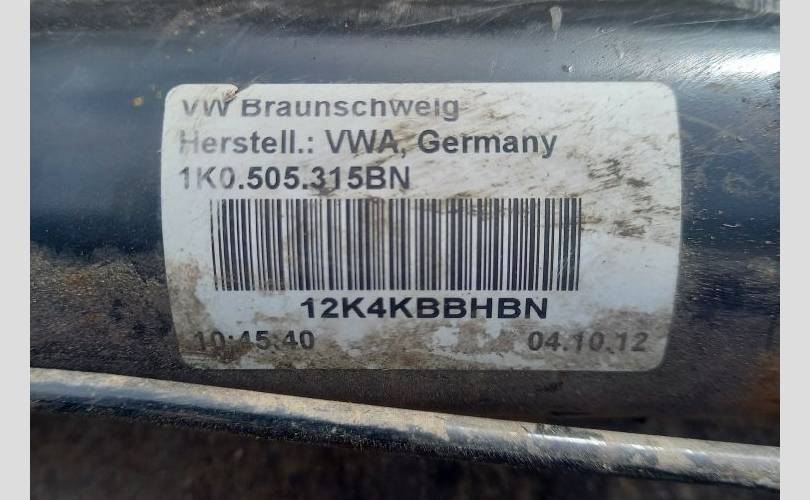 VW Braunschweig
Herstell.: VWA, Germany
1K0.505.315BN
12K4KBBHBN
10:45:40
04.10.12